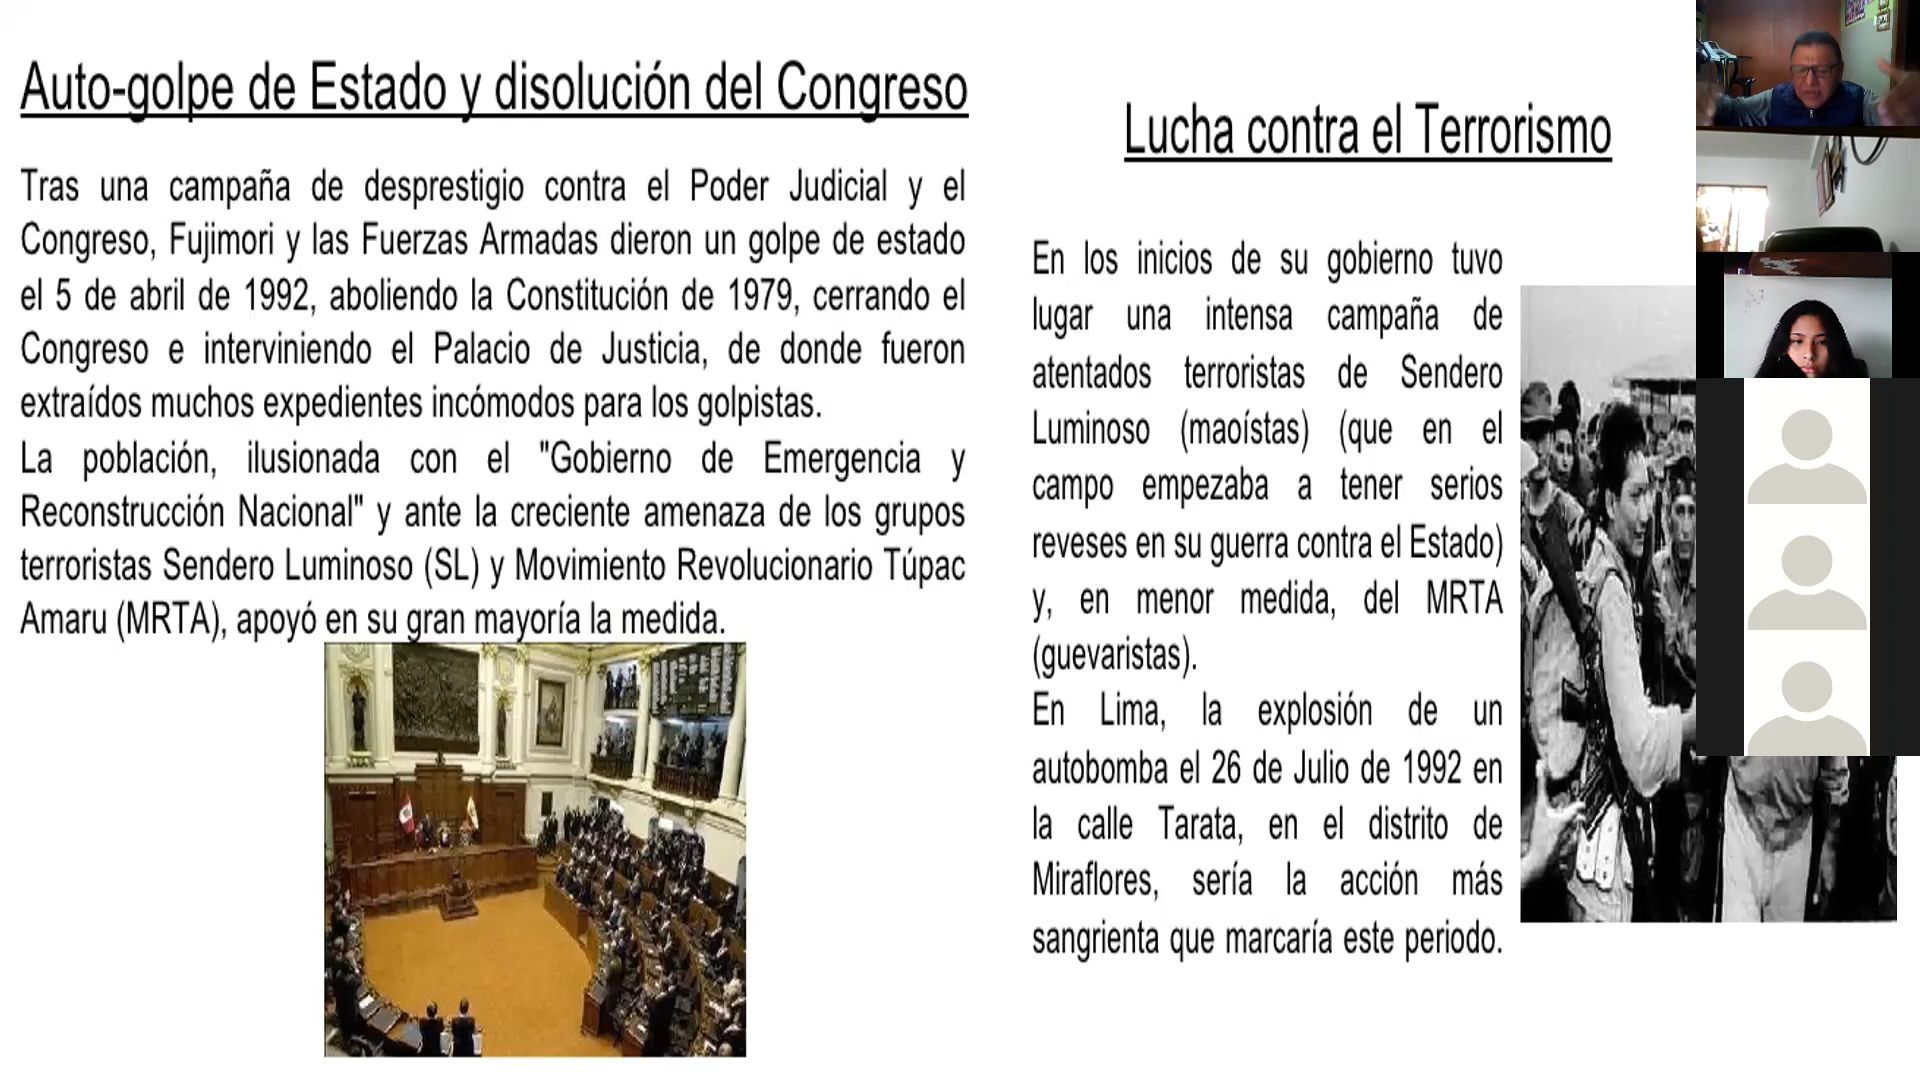 Auto-golpe de Estado y disolución del Congreso
Tras una campaña de desprestigio contra el Poder Judicial y el
Congreso, Fujimori y las Fuerzas Armadas dieron un golpe de estado
el 5 de abril de 1992, aboliendo la Constitución de 1979, cerrando el
Congreso e interviniendo el Palacio de Justicia, de donde fueron
extraídos muchos expedientes incómodos para los golpistas.
La población, ilusionada con el "Gobierno de Emergencia y
Reconstrucción Nacional" y ante la creciente amenaza de los grupos
terroristas Sendero Luminoso (SL) y Movimiento Revolucionario Túpac
Amaru (MRTA), apoyó en su gran mayoría la medida.
Lucha contra el Terrorismo
En los inicios de su gobierno tuvo
lugar una intensa campaña de
atentados terroristas de Sendero
Luminoso (maoístas) (que en el
campo empezaba a tener serios
reveses en su guerra contra el Estado)
y, en menor medida, del MRTA
(guevaristas).
En Lima, la explosión de un
autobomba el 26 de Julio de 1992 en
la calle Tarata, en el distrito de
Miraflores, sería la acción más
sangrienta que marcaría este periodo.